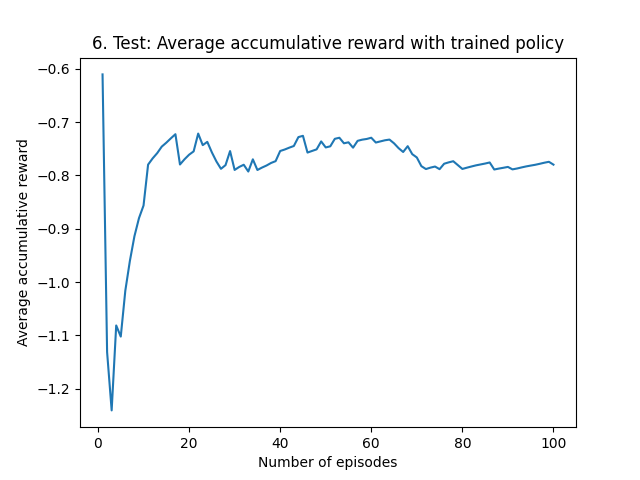 6. Test: Average accumulative reward with trained policy
−0.6
−0.7
−0.8
−0.9
−1.0
−1.1
−1.2
Average accumulative reward
0 20 40 60 80 100
Number of episodes